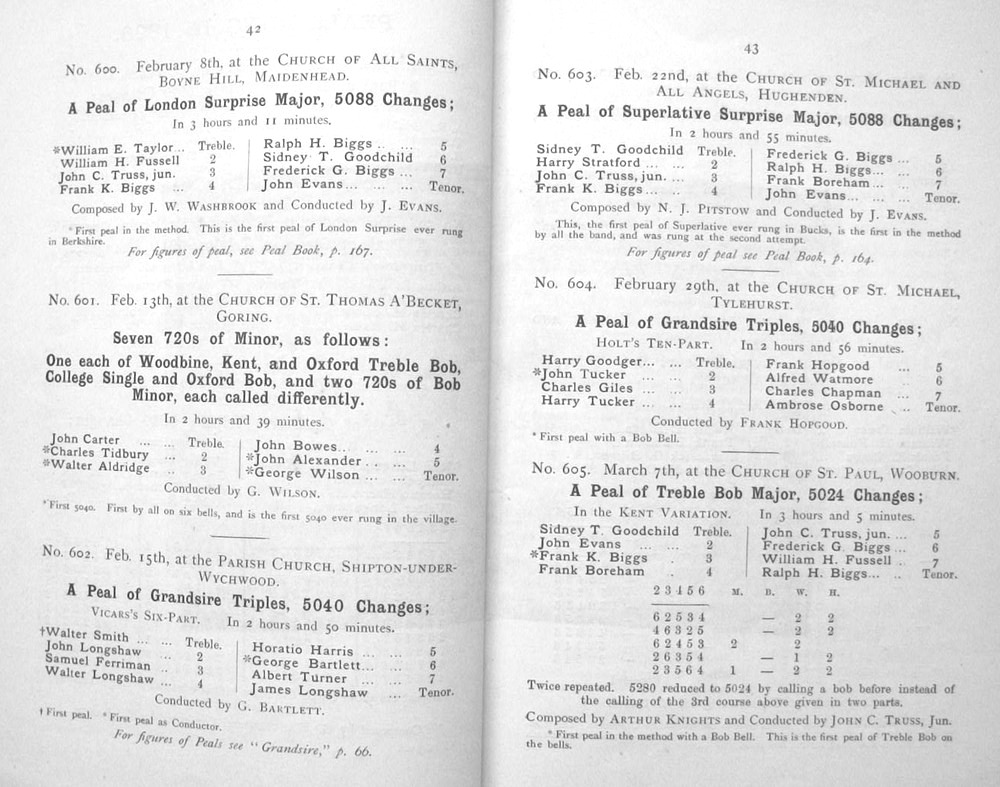 42
No. 600. February 8th, at the Church of All Saints,
Boyne Hill, Maidenhead.
A Peal of London Surprise Major, 5088 Changes;
In 3 hours and 11 minutes.
*William E. Taylor... Treble. Ralph H. Biggs .. ... 5
William H. Fussell 2 Sidney T. Goodchild 6
John C. Truss, jun. 3 Frederick G. Biggs ... 7
Frank K. Biggs ... 4 John Evans... ... ... Tenor.
Composed by J. W. Washbrook and Conducted by J. Evans.
* First peal in the method. This is the first peal of London Surprise ever rung
in Berkshire.
For figures of peal, see Peal Book, p. 167.
No. 601. Feb. 13th, at the Church of St. Thomas A'Becket,
Goring.
Seven 720s of Minor, as follows:
One each of Woodbine, Kent, and Oxford Treble Bob,
College Single and Oxford Bob, and two 720s of Bob
Minor, each called differently.
In 2 hours and 39 minutes.
John Carter ... ... Treble. John Bowes.. ... ... 4
*Charles Tidbury ... 2 *John Alexander . . ... 5
*Walter Aldridge .. 3 *George Wilson ... ... Tenor.
Conducted by G. Wilson.
* First 5040. First by all on six bells, and is the first 5040 ever rung in the village.
No. 602. Feb. 15th, at the Parish Church, Shipton-under-
Wychwood.
A Peal of Grandsire Triples, 5040 Changes;
Vicars's Six-Part. In 2 hours and 50 minutes.
†Walter Smith ... ... Treble. Horatio Harris ... ... 5
John Longshaw ... 2 *George Bartlett... ... 6
Samuel Ferriman ... 3 Albert Turner ... ... 7
Walter Longshaw ... 4 James Longshaw ... Tenor.
Conducted by G. Bartlett.
† First peal. * First peal as Conductor.
For figures of Peals see "Grandsire," p. 66.
43
No. 603. Feb. 22nd, at the Church of St. Michael and
All Angels, Hughenden.
A Peal of Superlative Surprise Major, 5088 Changes;
In 2 hours and 55 minutes.
Sidney T. Goodchild Treble. Frederick G. Biggs ... 5
Harry Stratford ... ... 2 Ralph H. Biggs... ... 6
John C. Truss, jun. ... 3 Frank Boreham ... ... 7
Frank K. Biggs ... ... 4 John Evans... ... ... Tenor.
Composed by N. J. Pitstow and Conducted by J. Evans.
This, the first peal of Superlative ever rung in Bucks, is the first in the method
by all the band, and was rung at the second attempt.
For figures of peal see Peal Book, p. 164.
No. 604. February 29th, at the Church of St. Michael,
Tylehurst.
A Peal of Grandsire Triples, 5040 Changes;
Holt's Ten-Part. In 2 hours and 56 minutes.
Harry Goodger... ... Treble. Frank Hopgood ... 5
*John Tucker ... ... 2 Alfred Watmore ... 6
Charles Giles ... ... 3 Charles Chapman ... 7
Harry Tucker ... ... 4 Ambrose Osborne ... Tenor.
Conducted by Frank Hopgood.
* First peal with a Bob Bell.
No. 605. March 7th, at the Church of St. Paul, Wooburn.
A Peal of Treble Bob Major, 5024 Changes;
In the Kent Variation. In 3 hours and 5 minutes.
Sidney T. Goodchild Treble. John C. Truss, jun. ... 5
John Evans ... ... 2 Frederick G. Biggs ... 6
*Frank K. Biggs . 3 William H. Fussell .. 7
Frank Boreham . 4 Ralph H. Biggs... .. Tenor.
2 3 4 5 6 M. B. W. H.
6 2 5 3 4 — 2 2
4 6 3 2 5 — 2 2
6 2 4 5 3 2 2
2 6 3 5 4 — 1 2
2 3 5 6 4 1 — 2 2
Twice repeated. 5280 reduced to 5024 by calling a bob before instead of
the calling of the 3rd course above given in two parts.
Composed by Arthur Knights and Conducted by John C. Truss, Jun.
* First peal in the method with a Bob Bell. This is the first peal of Treble Bob on
the bells.